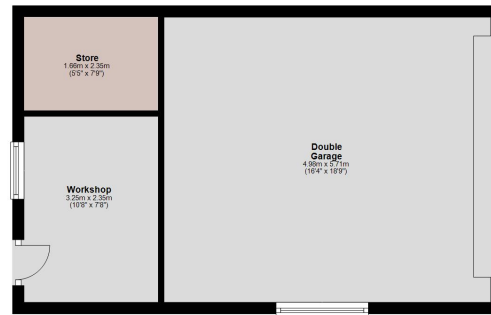 Store
1.66m x 2.35m
(5'5" x 7'9")
Double
Garage
4.98m x 5.71m
(16'4" x 18'9")
Workshop
3.25m x 2.35m
(10'8" x 7'8")